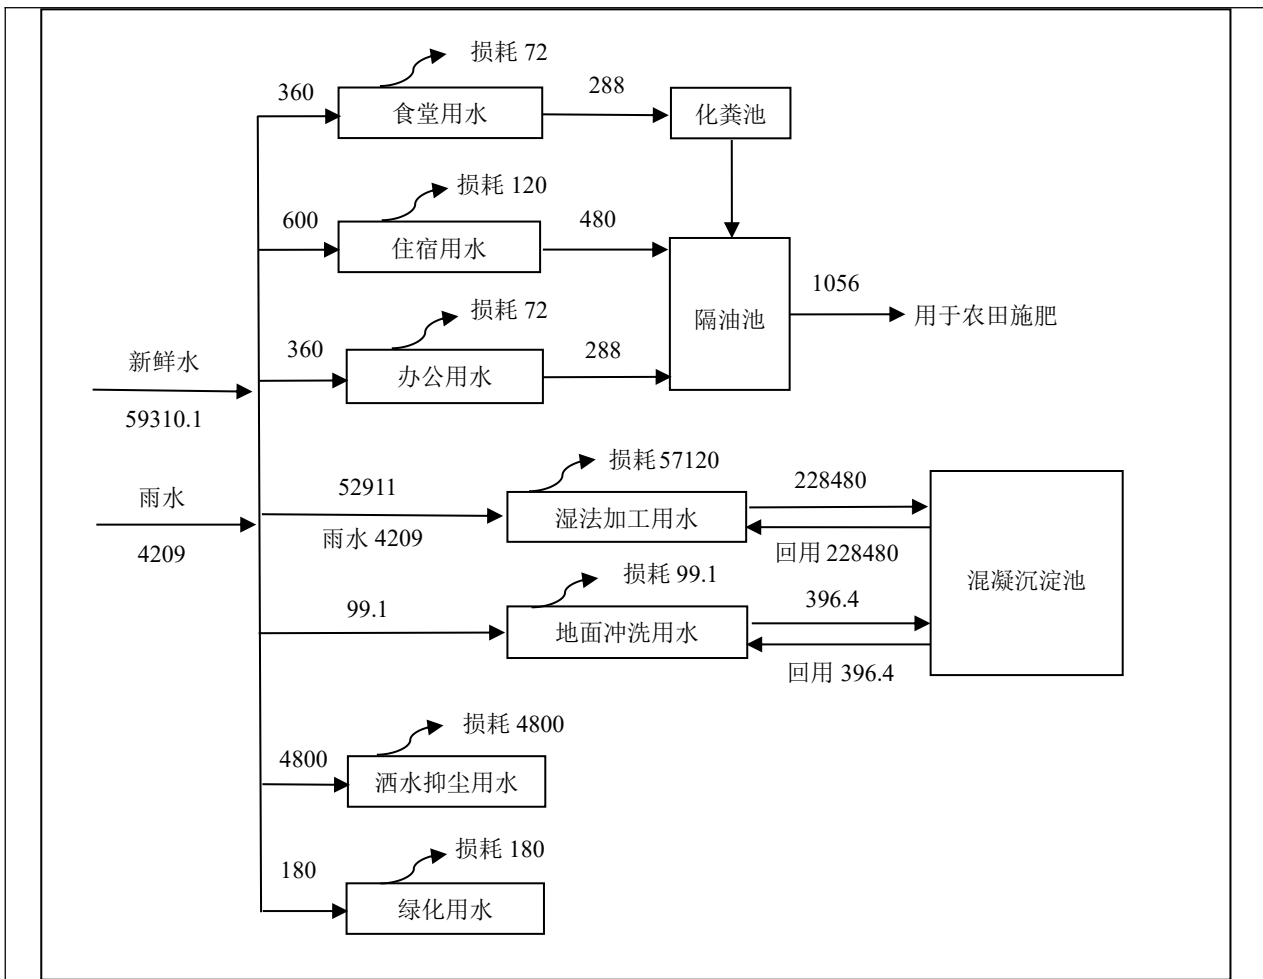 损耗 72
360
食堂用水
288
化粪池
损耗 120
600
住宿用水
480
隔油池
1056
用于农田施肥
损耗 72
360
办公用水
288
新鲜水
59310.1
雨水
4209
52911
雨水 4209
损耗 57120
湿法加工用水
228480
回用 228480
混凝沉淀池
99.1
损耗 99.1
地面冲洗用水
396.4
回用 396.4
损耗 4800
4800
洒水抑尘用水
损耗 180
180
绿化用水